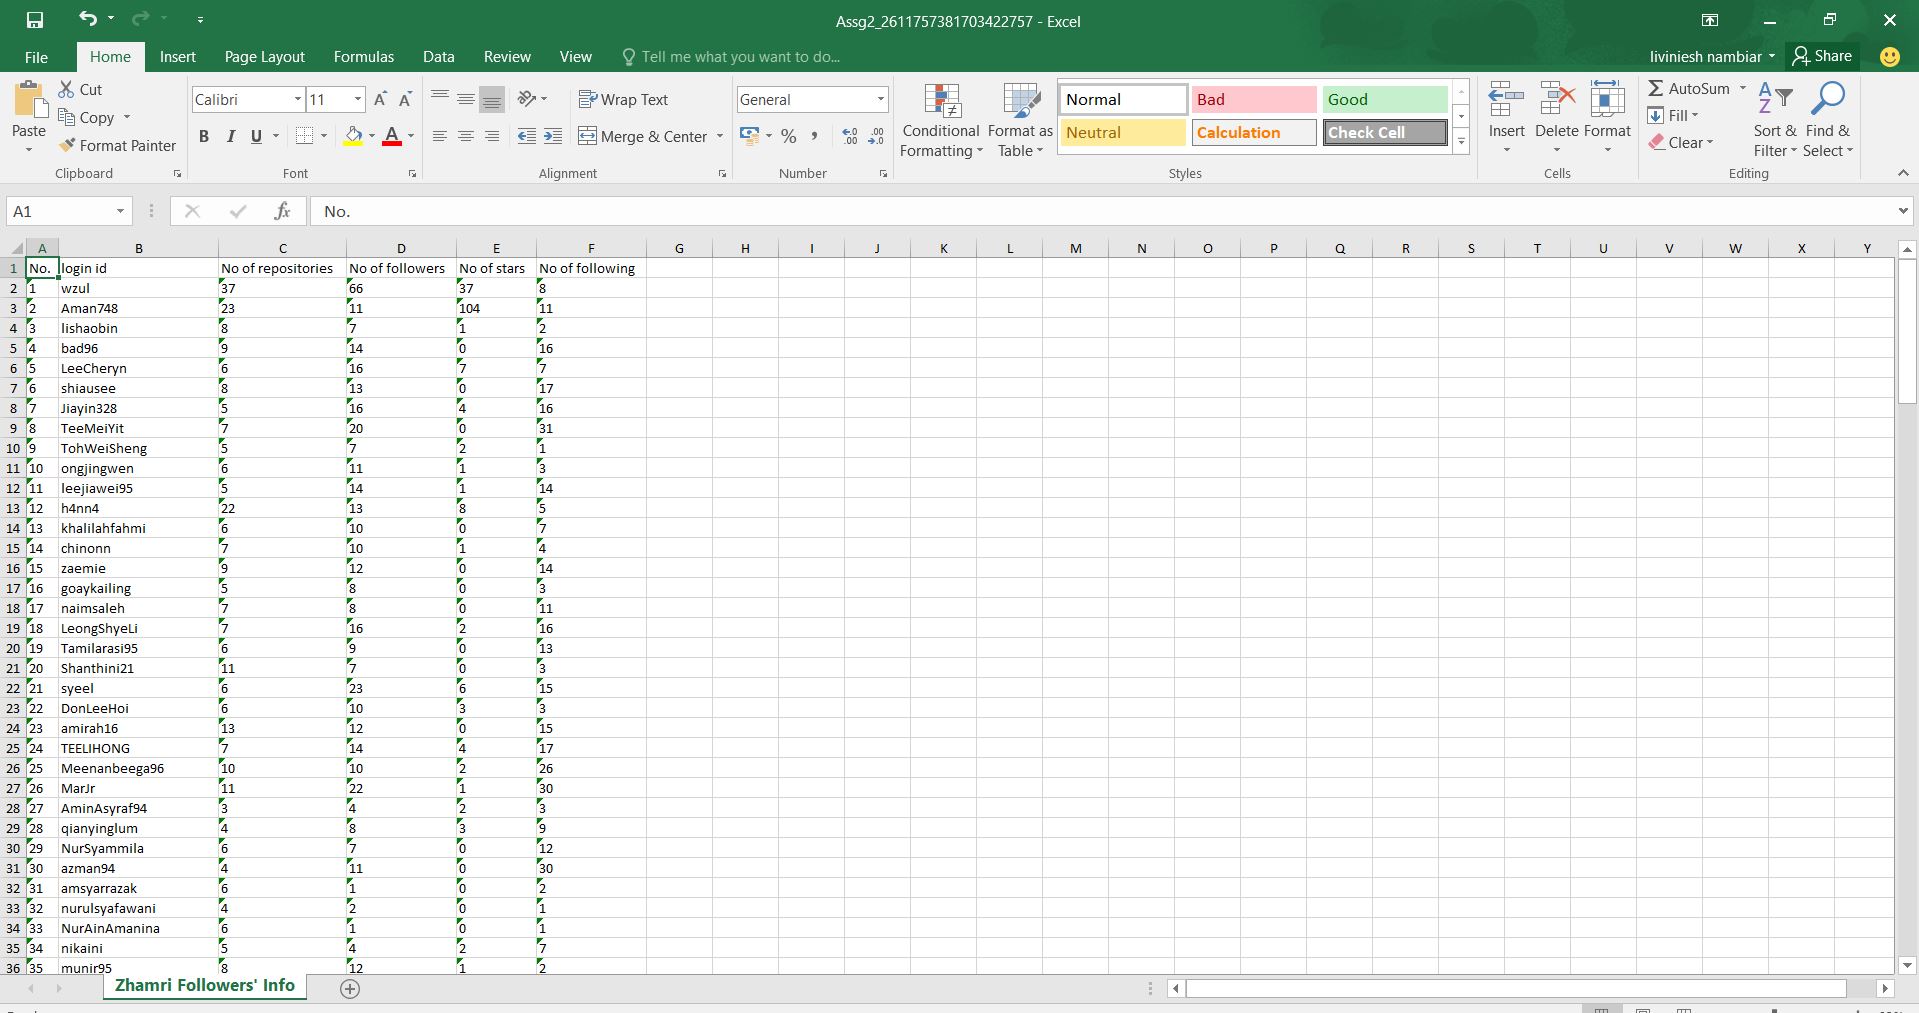 Assg2_2611757381703422757 - Excel
File Home Insert Page Layout Formulas Data Review View Tell me what you want to do... liviniesh nambiar Share
Paste Cut Copy Format Painter Clipboard
Calibri 11 B I U A A A Font
Wrap Text Merge & Center Alignment
General % , .00 .00 Number
Conditional Formatting Format as Table Normal Bad Good Neutral Calculation Check Cell Styles
Insert Delete Format Cells
AutoSum Fill Clear Sort & Filter Find & Select Editing
A1 fx No.
A B C D E F G H I J K L M N O P Q R S T U V W X Y
1 No. login id No of repositories No of followers No of stars No of following
2 1 wzul 37 66 37 8
3 2 Aman748 23 11 104 11
4 3 lishaobin 8 7 1 2
5 4 bad96 9 14 0 16
6 5 LeeCheryn 6 16 7 7
7 6 shiausee 8 13 0 17
8 7 Jiayin328 5 16 4 16
9 8 TeeMeiYit 7 20 0 31
10 9 TohWeiSheng 5 7 2 1
11 10 ongjingwen 6 11 1 3
12 11 leejiawei95 5 14 1 14
13 12 h4nn4 22 13 8 5
14 13 khalilahfahmi 6 10 0 7
15 14 chinonn 7 10 1 4
16 15 zaemie 9 12 0 14
17 16 goaykailing 5 8 0 3
18 17 naimsaleh 7 8 0 11
19 18 LeongShyeLi 7 16 2 16
20 19 Tamilarasi95 6 9 0 13
21 20 Shanthini21 11 7 0 3
22 21 syeel 6 23 6 15
23 22 DonLeeHoi 6 10 3 3
24 23 amirah16 13 12 0 15
25 24 TEELIHONG 7 14 4 17
26 25 Meenanbeega96 10 10 2 26
27 26 MarJr 11 22 1 30
28 27 AminAsyraf94 3 4 2 3
29 28 qianyinglum 4 8 3 9
30 29 NurSyammila 6 7 0 12
31 30 azman94 4 11 0 30
32 31 amsyarrazak 6 1 0 2
33 32 nurulsyafawani 4 2 0 1
34 33 NurAinAmanina 6 1 0 1
35 34 nikaini 5 4 2 7
36 35 munir95 8 12 1 2
Zhamri Followers' Info